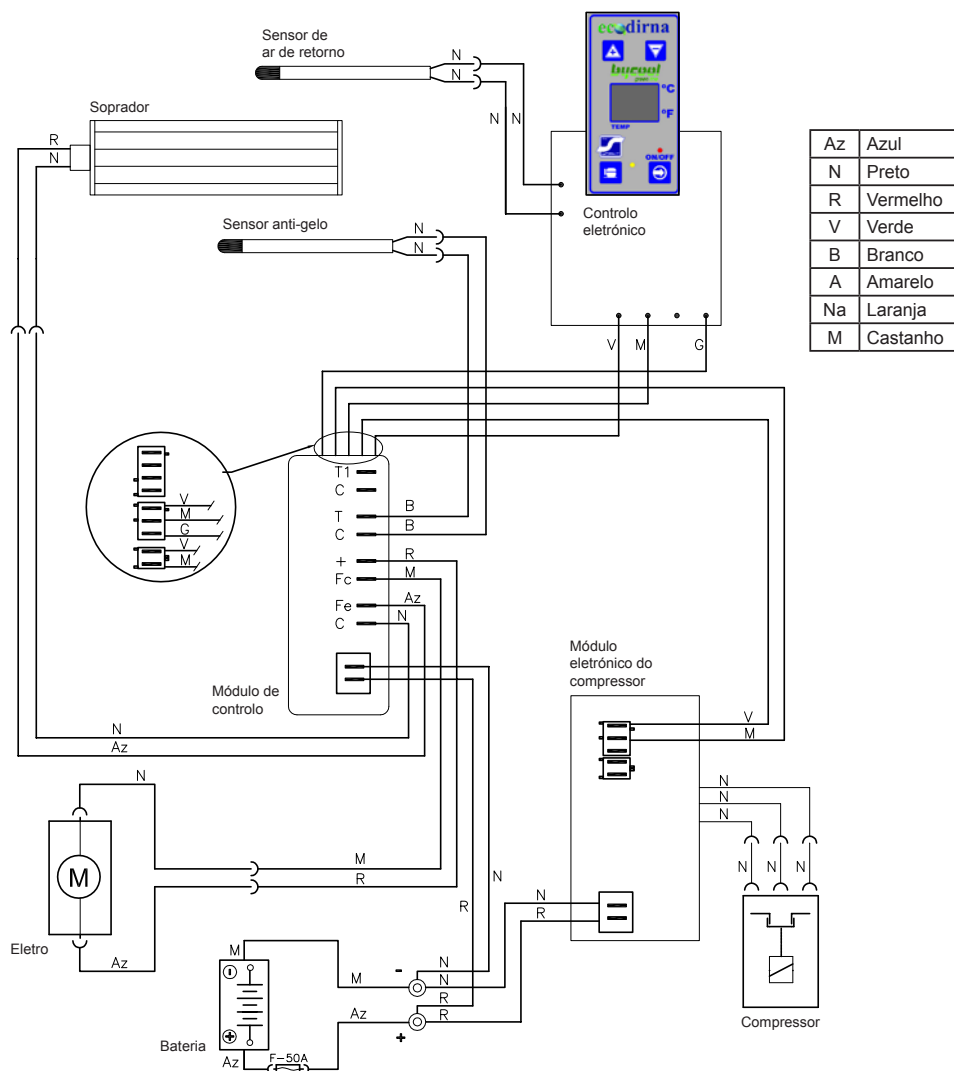 Sensor de
ar de retorno
N
N
N
N
ecodirna
bycool
green
°C
°F
TEMP
ON/OFF
Controlo
eletrónico
Soprador
R
N
Sensor anti-gelo
N
N
V
M
G
Az Azul
N Preto
R Vermelho
V Verde
B Branco
A Amarelo
Na Laranja
M Castanho
V
M
G
V
M
T1
C
T
B
C
B
+
R
Fc
M
Fe
Az
C
N
Módulo de
controlo
Módulo
eletrónico do
compressor
V
M
N
N
N
N
N
N
Compressor
N
R
N
Az
N
M
Eletro
Az
M
R
N
R
M
M
-
N
N
R
R
+
Az
Bateria
Az
F-50A